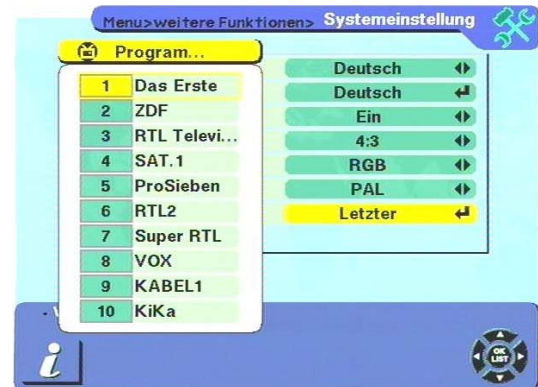 Menu>weitere Funktionen> Systemeinstellung
Program...
1 Das Erste
2 ZDF
3 RTL Televi...
4 SAT.1
5 ProSieben
6 RTL2
7 Super RTL
8 VOX
9 KABEL1
10 KiKa
Deutsch
Deutsch
Ein
4:3
RGB
PAL
Letzter
i
OK
LIST